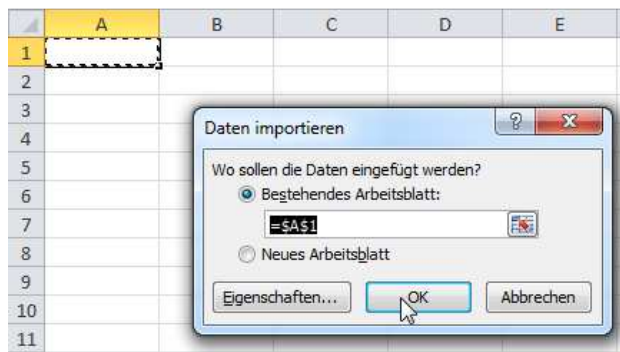 A B C D E
1
2
3
Daten importieren
4
5
Wo sollen die Daten eingefügt werden?
6
Bestehendes Arbeitsblatt:
7
=$A$1
8
Neues Arbeitsblatt
9
Eigenschaften... OK Abbrechen
10
11